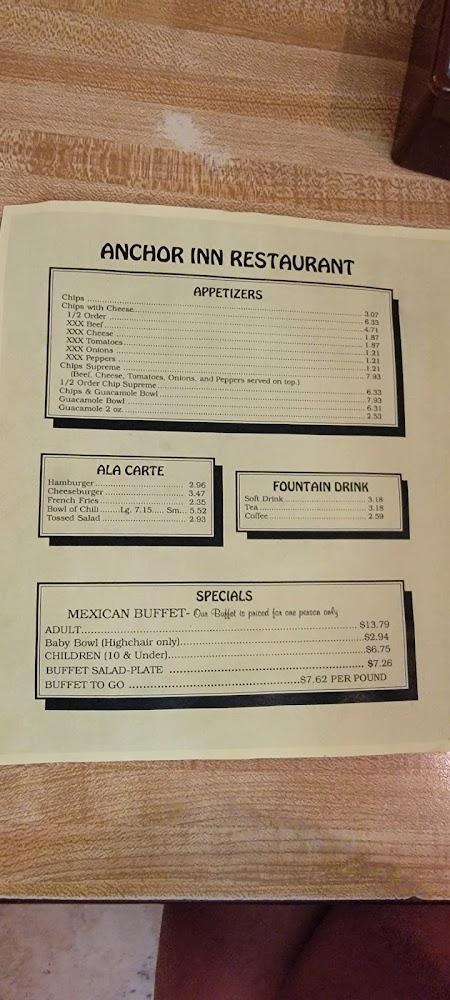 ANCHOR INN RESTAURANT
APPETIZERS
Chips ........ 3.07
Chips with Cheese........ 6.33
1/2 Order ........ 4.71
XXX Beef........ 1.87
XXX Cheese ........ 1.87
XXX Tomatoes........ 1.21
XXX Onions ........ 1.21
XXX Peppers ........ 1.21
Chips Supreme ........ 7.93
(Beef, Cheese, Tomatoes, Onions, and Peppers served on top.)
1/2 Order Chip Supreme ........ 6.33
Chips & Guacamole Bowl ........ 7.93
Guacamole Bowl ........ 6.31
Guacamole 2 oz. ........ 2.53
ALA CARTE
Hamburger ........ 2.96
Cheeseburger ........ 3.47
French Fries ........ 2.35
Bowl of Chili........Lg. 7.15..... Sm... 5.52
Tossed Salad ........ 2.93
FOUNTAIN DRINK
Soft Drink ........ 3.18
Tea ........ 3.18
Coffee ........ 2.59
SPECIALS
MEXICAN BUFFET- Our Buffet is priced for one person only
ADULT........ $13.79
Baby Bowl (Highchair only)........ $2.94
CHILDREN (10 & Under)........ $6.75
BUFFET SALAD-PLATE ........ $7.26
BUFFET TO GO ........$7.62 PER POUND